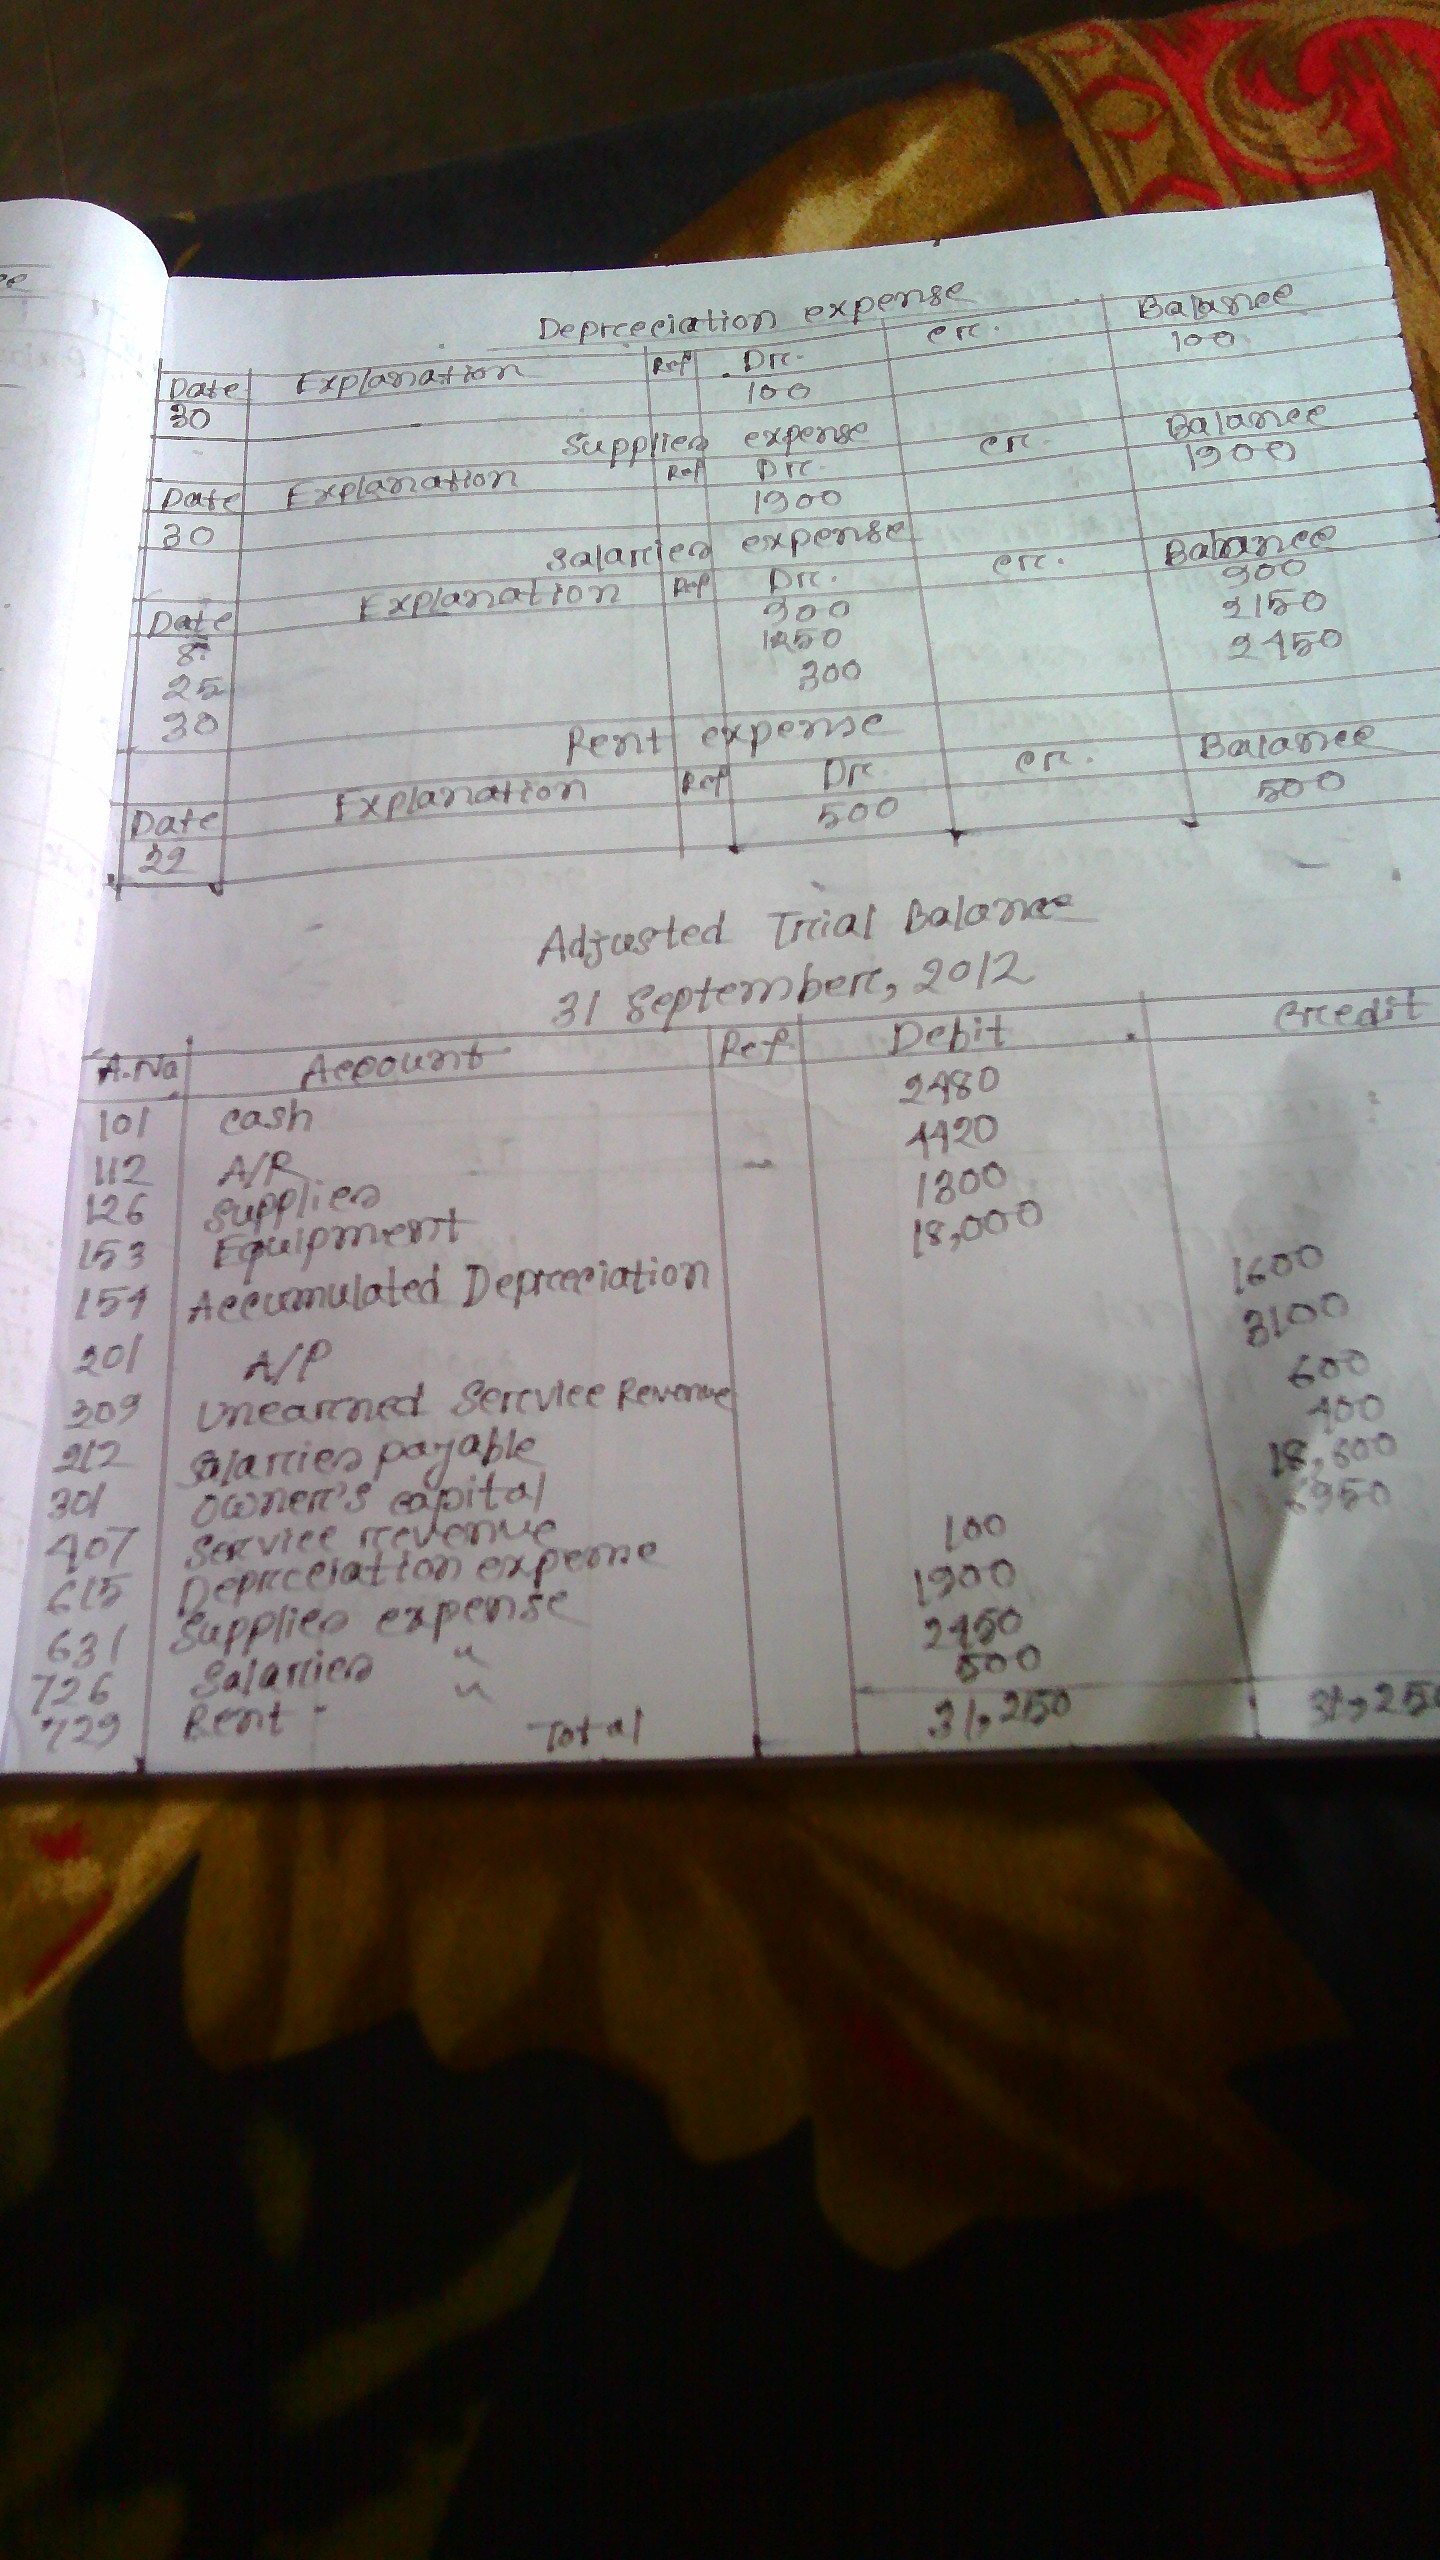 Depreciation expense
Date Explanation Ref Dr. cr. Balance
30 100 100
Supplies expense
Date Explanation Ref Dr. cr. Balance
30 1900 1900
Salaries expense
Date Explanation Ref Dr. cr. Balance
8 900 900
25 1250 2150
30 300 2450
Rent expense
Date Explanation Ref Dr. cr. Balance
22 500 500
Adjusted Trial Balance
31 September, 2012
A.No Account Ref Debit Credit
101 cash 2480
112 A/R 4420
126 Supplies 1300
153 Equipment 18,000
154 Accumulated Depreciation 1600
201 A/P 3100
309 Unearned Service Revenue 600
212 Salaries payable 400
301 Owner's capital 18,600
407 Service revenue 6950
615 Depreciation expense 100
631 Supplies expense 1900
726 Salaries " 2450
729 Rent " 500
Total 31,250 31,250